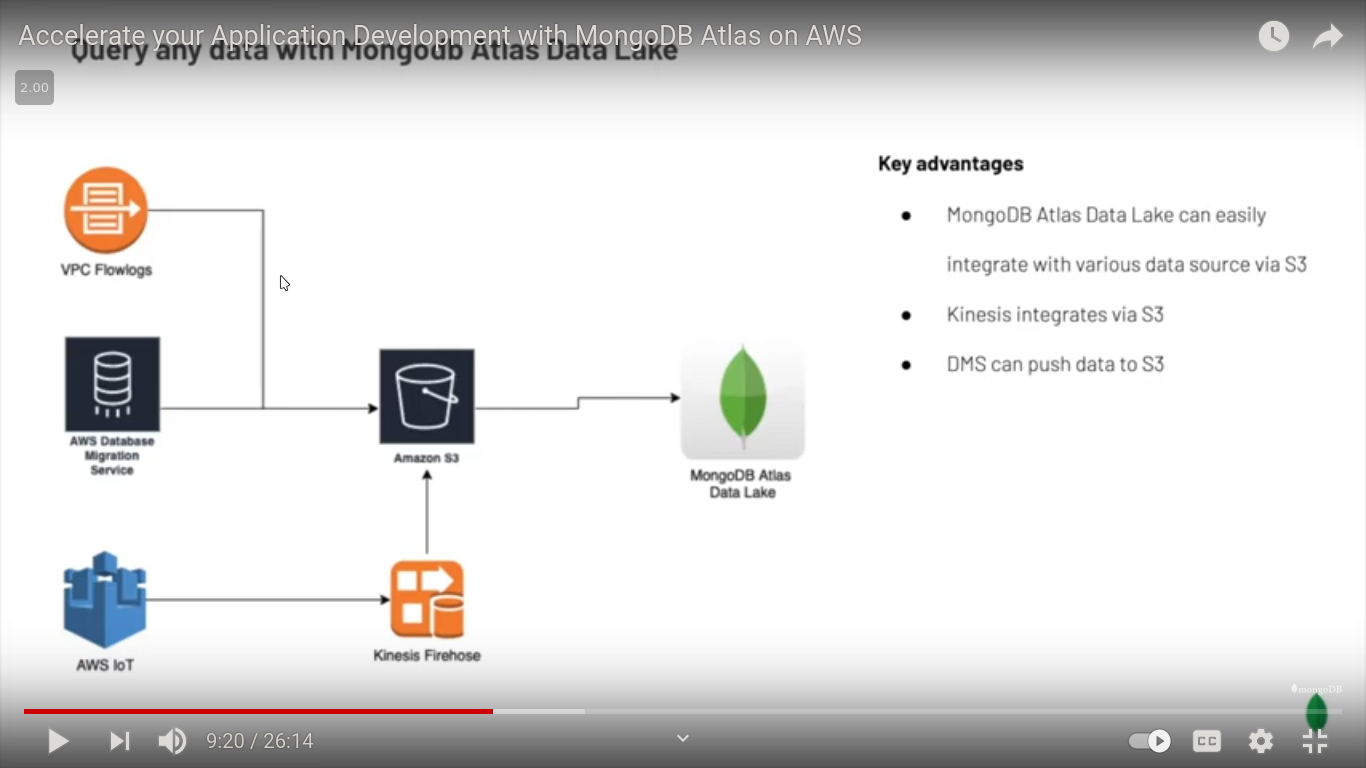 Accelerate your Application Development with MongoDB Atlas on AWS
Query any data with Mongodb Atlas Data Lake
2.00
VPC Flowlogs
AWS Database
Migration
Service
AWS IoT
Amazon S3
Kinesis Firehose
MongoDB Atlas
Data Lake
Key advantages
● MongoDB Atlas Data Lake can easily
integrate with various data source via S3
● Kinesis integrates via S3
● DMS can push data to S3
mongoDB
9:20 / 26:14
CC